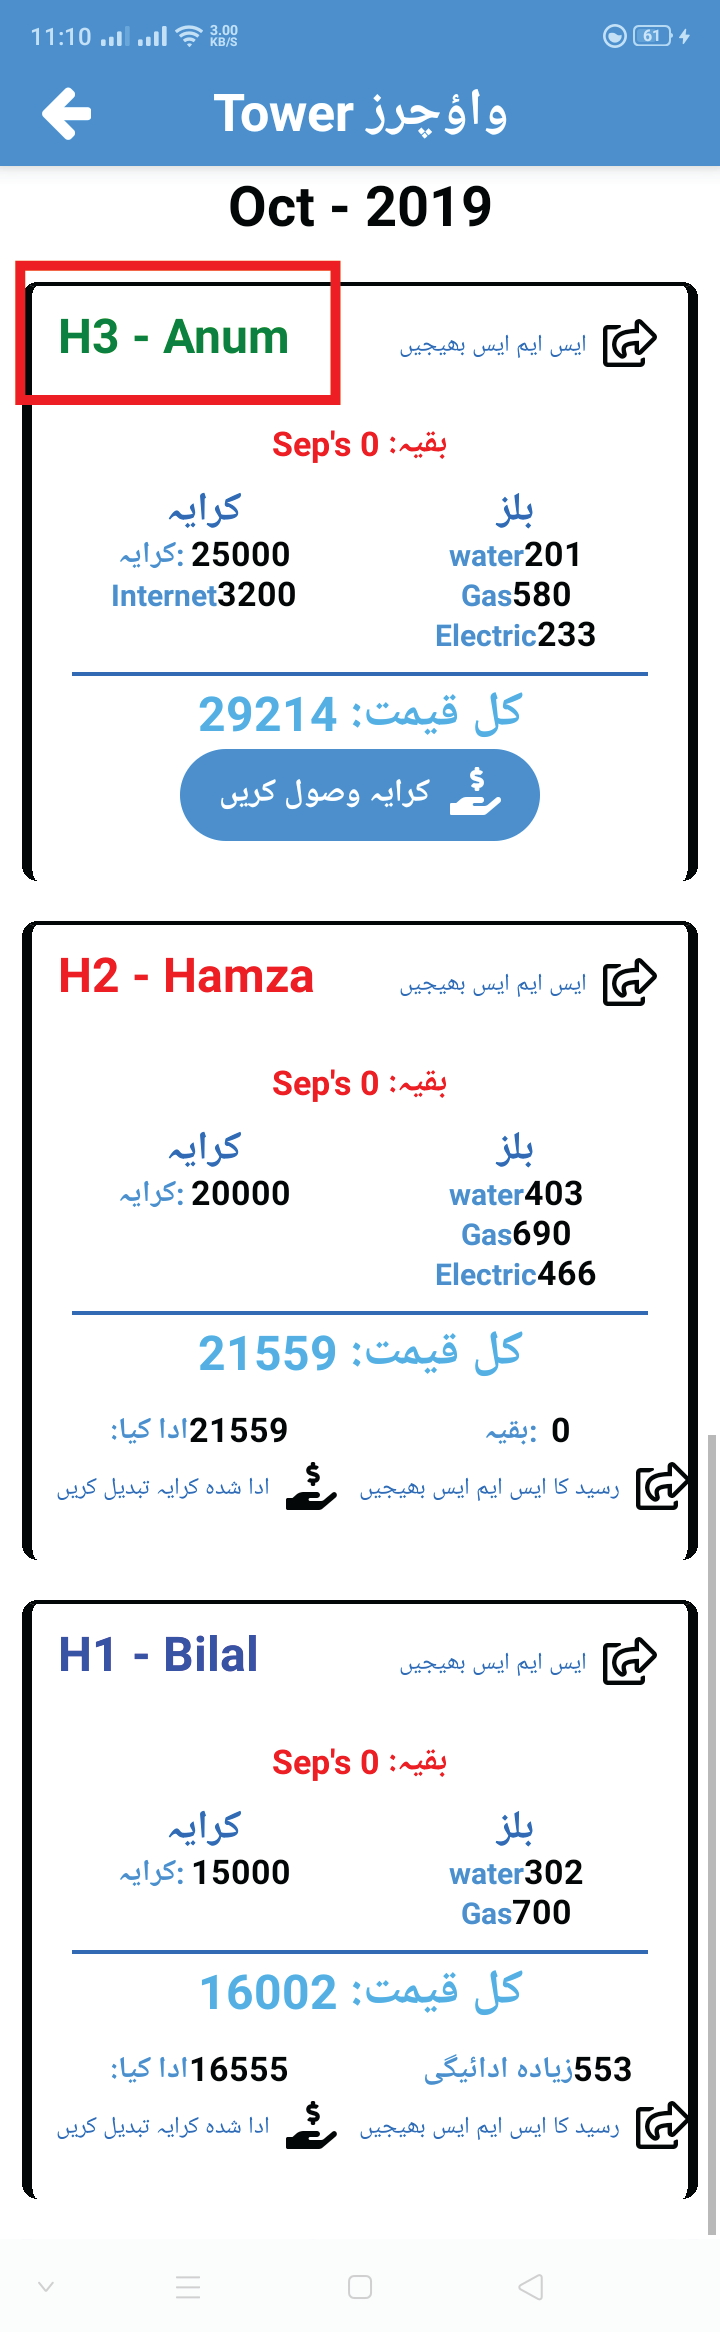 11:10 3.00 KB/S 61
Tower واؤچرز
Oct - 2019
H3 - Anum ایس ایم ایس بھیجیں
Sep's 0 بقیہ:
کرایہ بلز
کرایہ: 25000 water201
Internet3200 Gas580
Electric233
کل قیمت: 29214
کرایہ وصول کریں
H2 - Hamza ایس ایم ایس بھیجیں
Sep's 0 بقیہ:
کرایہ بلز
کرایہ: 20000 water403
Gas690
Electric466
کل قیمت: 21559
ادا کیا: 21559 بقیہ: 0
ادا شدہ کرایہ تبدیل کریں رسید کا ایس ایم ایس بھیجیں
H1 - Bilal ایس ایم ایس بھیجیں
Sep's 0 بقیہ:
کرایہ بلز
کرایہ: 15000 water302
Gas700
کل قیمت: 16002
ادا کیا: 16555 زیادہ ادائیگی553
ادا شدہ کرایہ تبدیل کریں رسید کا ایس ایم ایس بھیجیں